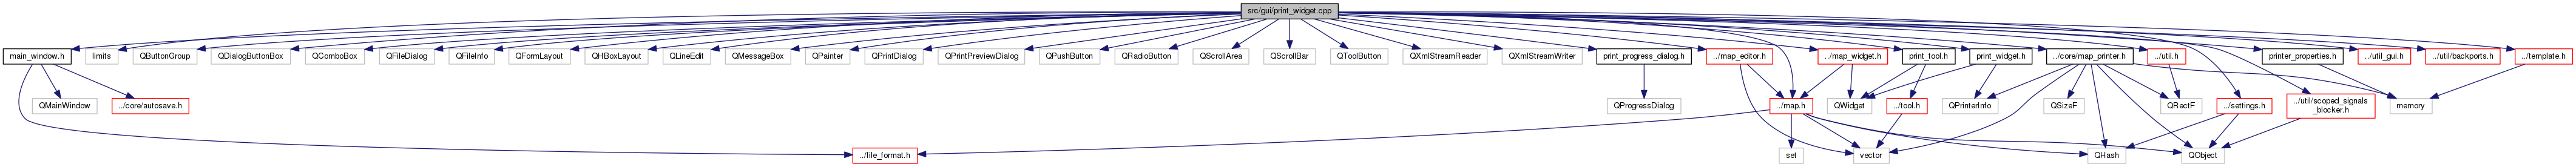 src/gui/print_widget.cpp
main_window.h
limits
QButtonGroup
QDialogButtonBox
QComboBox
QFileDialog
QFileInfo
QFormLayout
QHBoxLayout
QLineEdit
QMessageBox
QPainter
QPrintDialog
QPrintPreviewDialog
QPushButton
QRadioButton
QScrollArea
QScrollBar
QToolButton
QXmlStreamReader
QXmlStreamWriter
print_progress_dialog.h
../map_editor.h
../map_widget.h
print_tool.h
print_widget.h
../core/map_printer.h
../util.h
printer_properties.h
../util_gui.h
../util/backports.h
../template.h
QMainWindow
../core/autosave.h
QProgressDialog
../map.h
QWidget
../tool.h
QPrinterInfo
QSizeF
QRectF
../settings.h
../util/scoped_signals
_blocker.h
memory
../file_format.h
set
vector
QHash
QObject